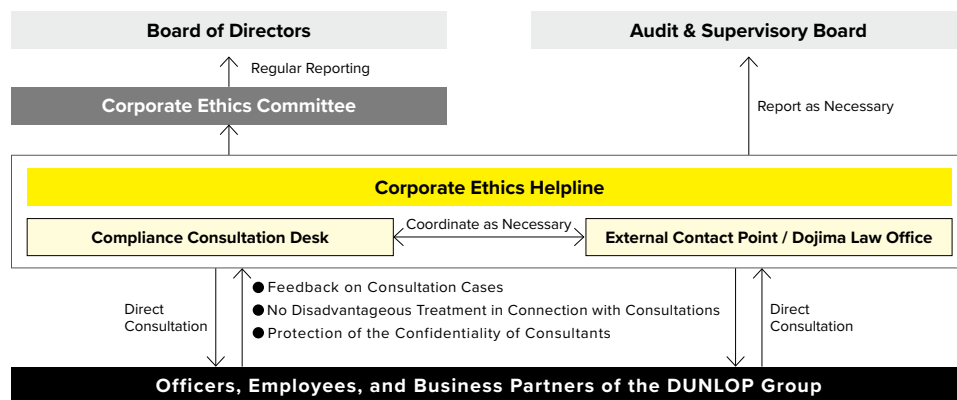 Board of Directors
Audit & Supervisory Board
Regular Reporting
Corporate Ethics Committee
Report as Necessary
Corporate Ethics Helpline
Compliance Consultation Desk
Coordinate as Necessary
External Contact Point / Dojima Law Office
Direct
Consultation
● Feedback on Consultation Cases
● No Disadvantageous Treatment in Connection with Consultations
● Protection of the Confidentiality of Consultants
Direct
Consultation
Officers, Employees, and Business Partners of the DUNLOP Group